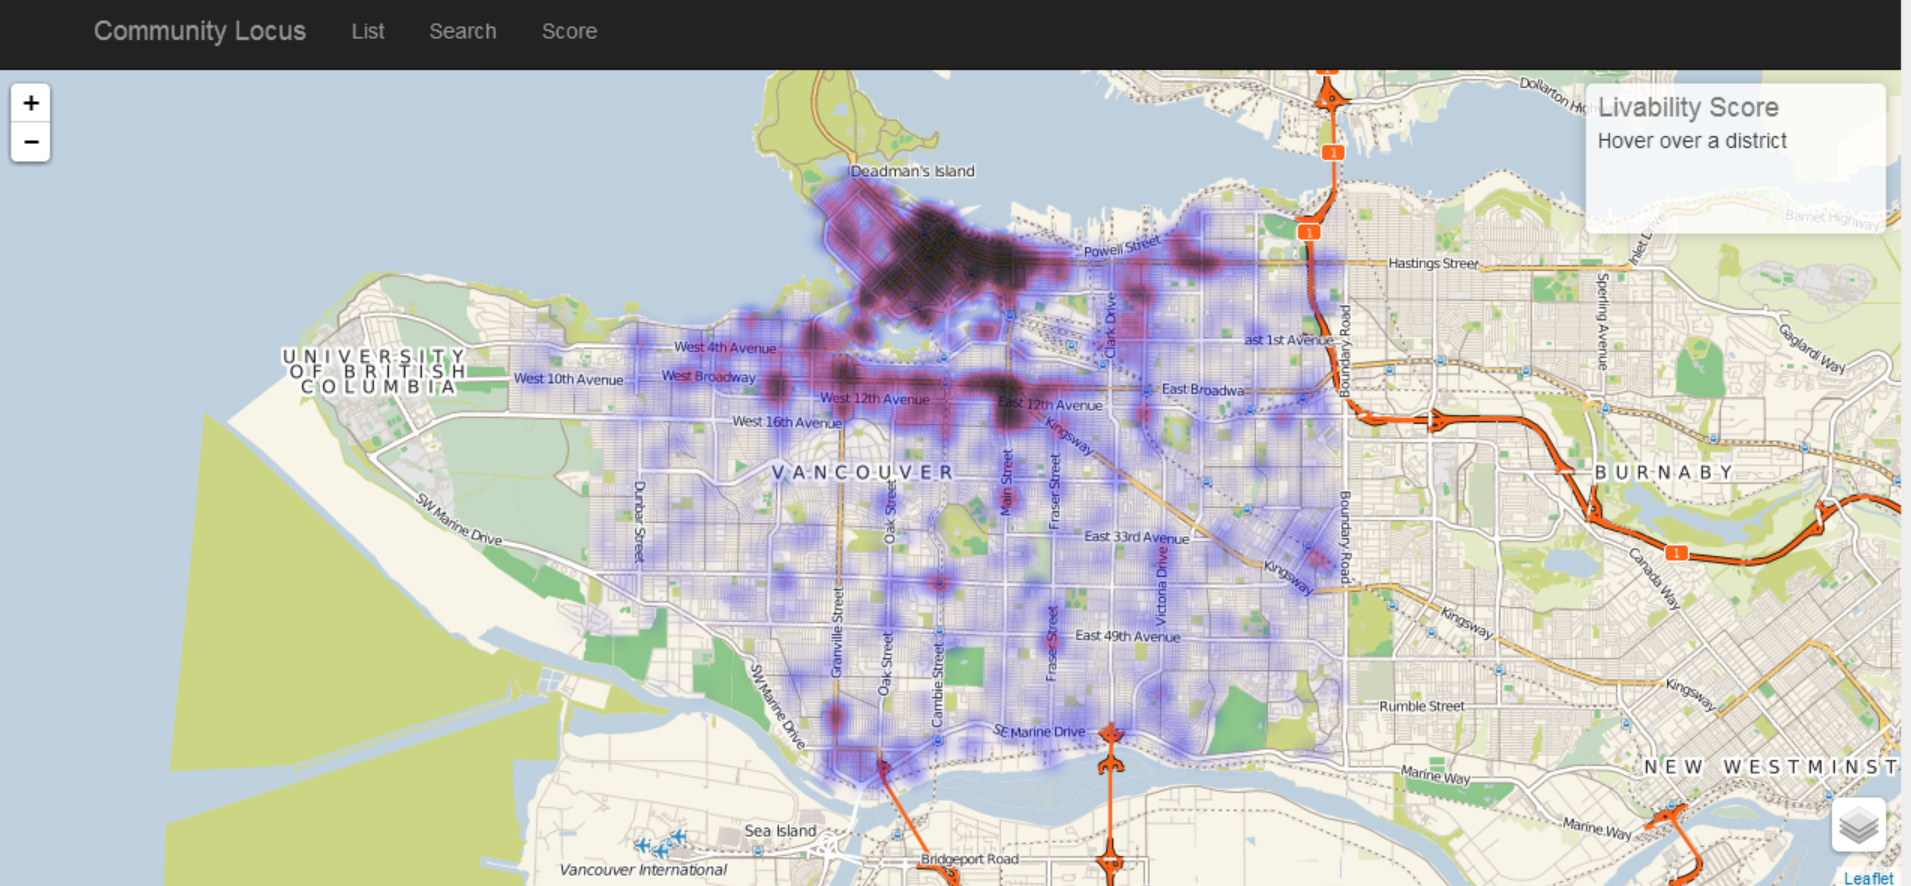 Community Locus List Search Score
+
−
Livability Score
Hover over a district
1
Dollarton
Deadman's Island
1
Barnet Highway
Inlet Drive
1
Powell Street
Hastings Street
Sperling Avenue
Clark Drive
Boundary Road
Gaglardi Way
UNIVERSITY
OF BRITISH
COLUMBIA
West 4th Avenue
ast 1st Avenue
West 10th Avenue
West Broadway
East Broadwa
West 12th Avenue
East 12th Avenue
West 16th Avenue
Kingsway
VANCOUVER
BURNABY
Dunbar Street
Oak Street
Main Street
Fraser Street
Boundary Road
SW Marine Drive
East 33rd Avenue
Victoria Drive
Kingsway
1
Canada Way
Granville Street
Oak Street
Cambie Street
Fraser Street
East 49th Avenue
Kingsway
SW Marine Drive
Kingsway
Rumble Street
SE Marine Drive
NEW WESTMINST
Marine Way
Marine Way
Sea Island
Bridgeport Road
Vancouver International
Leaflet